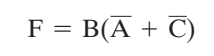 F = B(A̅ + C̅)